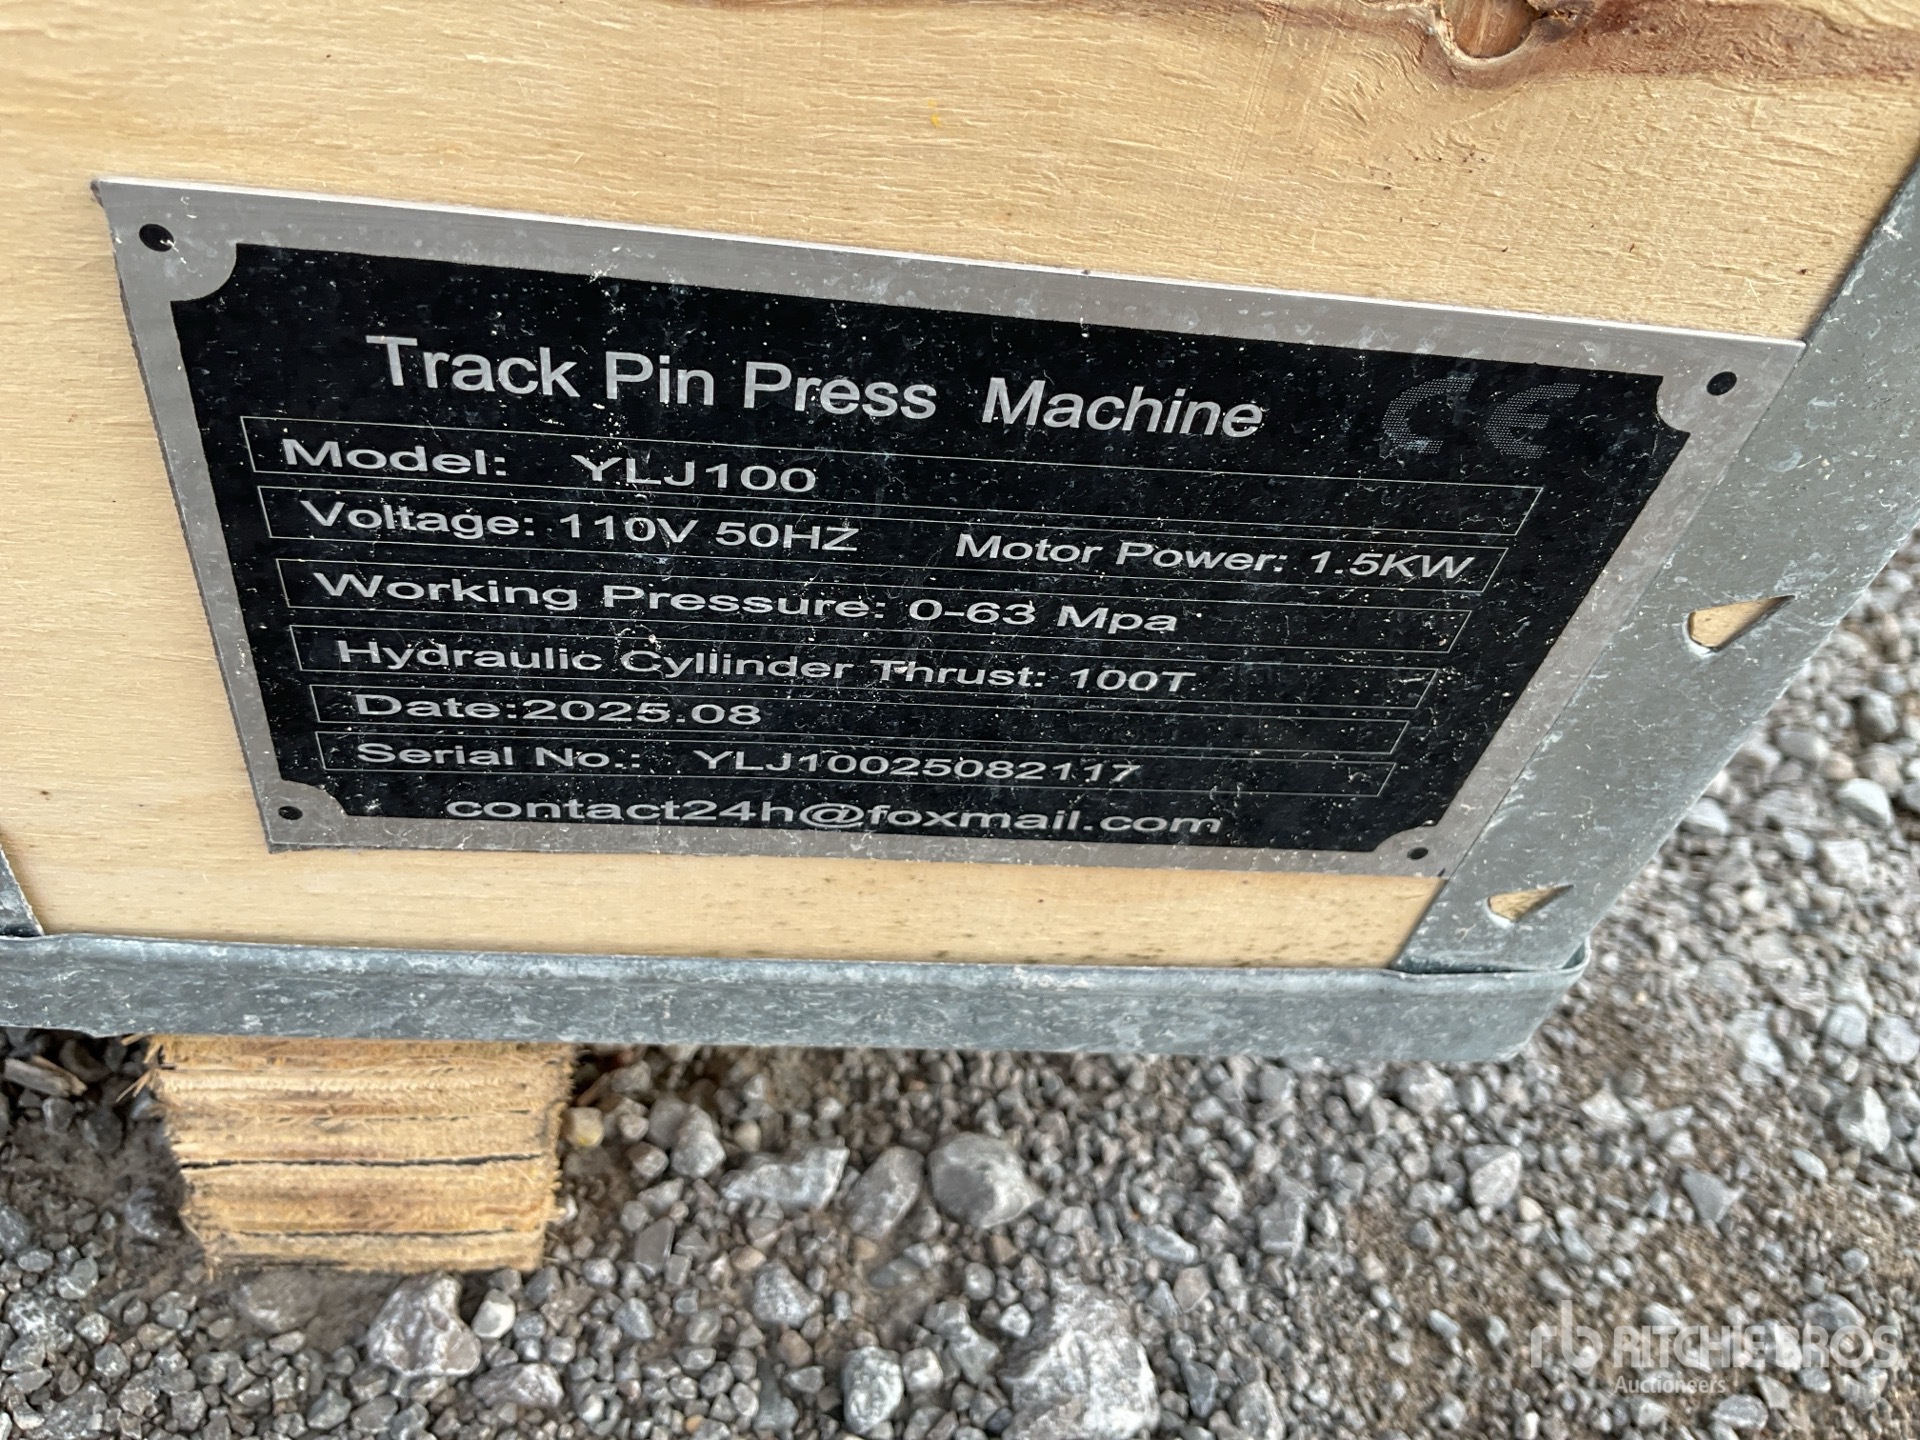 Track Pin Press Machine
CE
Model: YLJ100
Voltage: 110V 50HZ Motor Power: 1.5KW
Working Pressure: 0-63 Mpa
Hydraulic Cyllinder Thrust: 100T
Date:2025.08
Serial No.: YLJ10025082117
contact24h@foxmail.com
rb RITCHIE BROS
Auctioneers